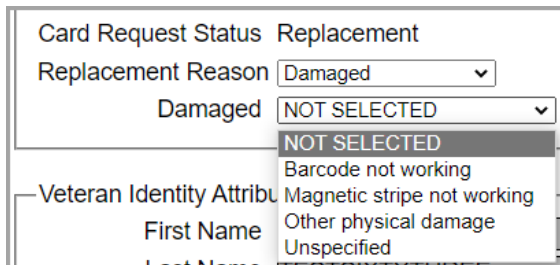 Card Request Status Replacement
Replacement Reason Damaged
Damaged NOT SELECTED
NOT SELECTED
Barcode not working
Veteran Identity Magnetic stripe not working
First Name Other physical damage
Unspecified